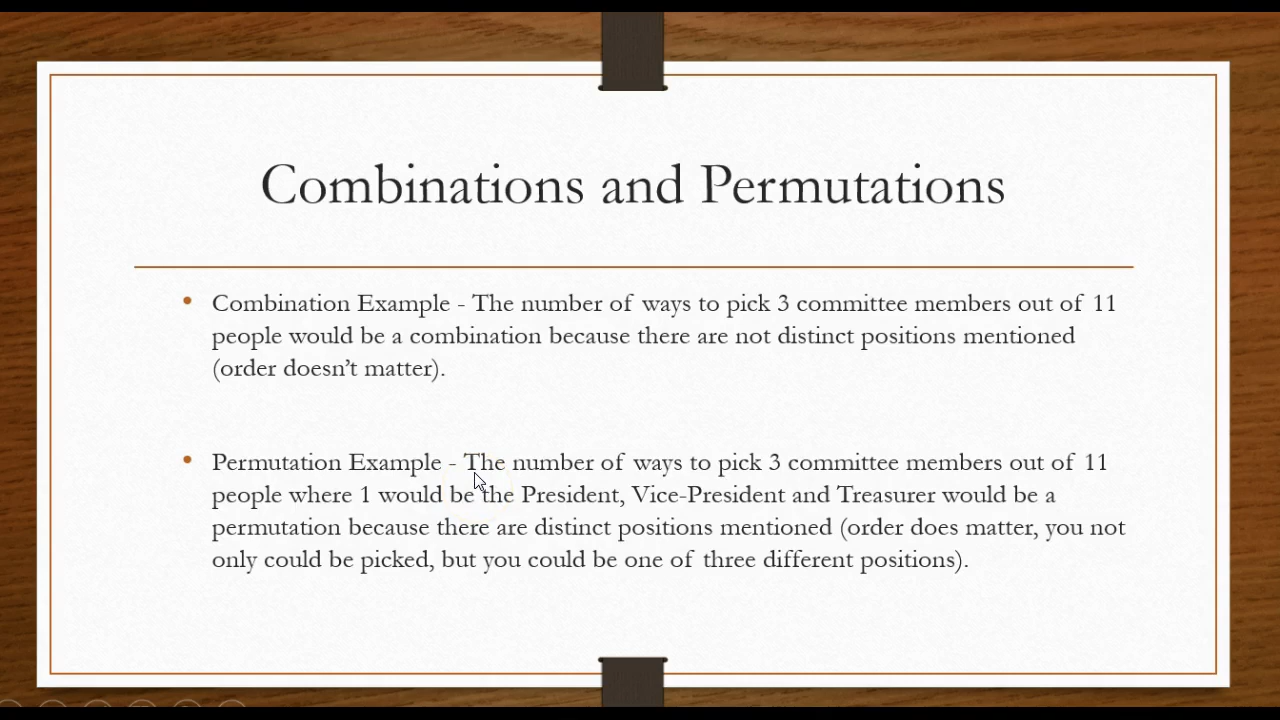 Combinations and Permutations
• Combination Example - The number of ways to pick 3 committee members out of 11
people would be a combination because there are not distinct positions mentioned
(order doesn’t matter).
• Permutation Example - The number of ways to pick 3 committee members out of 11
people where 1 would be the President, Vice-President and Treasurer would be a
permutation because there are distinct positions mentioned (order does matter, you not
only could be picked, but you could be one of three different positions).